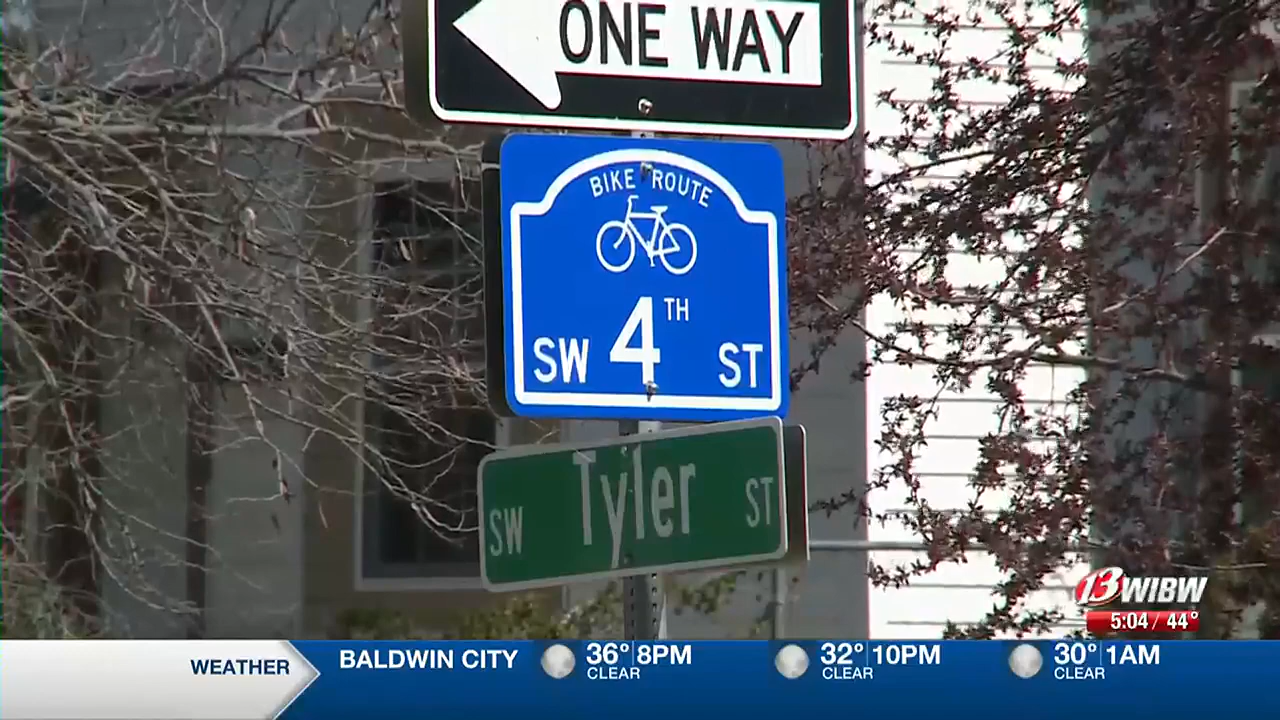 ONE WAY
BIKE ROUTE
SW 4TH ST
SW Tyler ST
13 WIBW
5:04 / 44°
WEATHER
BALDWIN CITY
36° 8PM
CLEAR
32° 10PM
CLEAR
30° 1AM
CLEAR